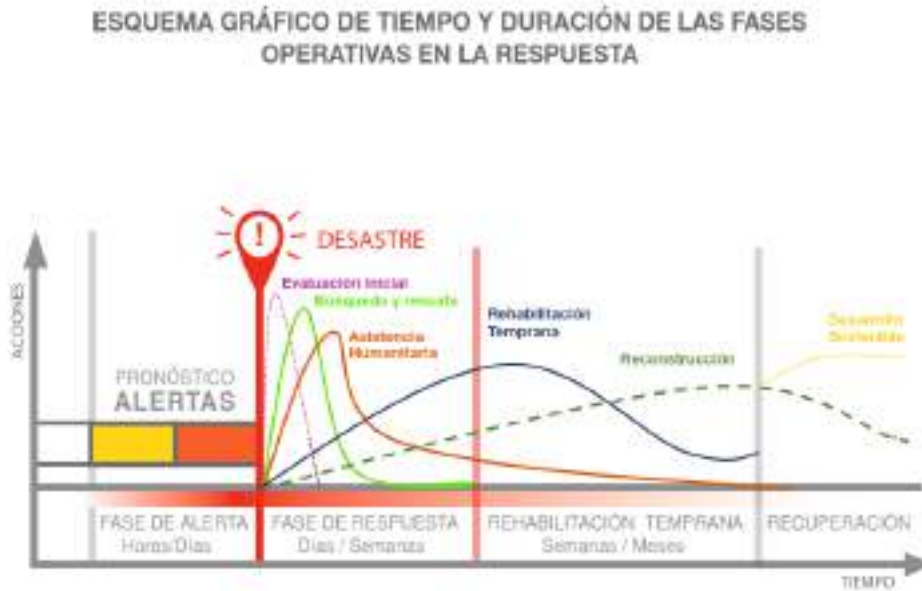 ESQUEMA GRÁFICO DE TIEMPO Y DURACIÓN DE LAS FASES
OPERATIVAS EN LA RESPUESTA
DESASTRE
!
Evaluación Inicial
Búsqueda y rescate
Asistencia
Humanitaria
Rehabilitación
Temprana
Reconstrucción
Desarrollo
Sostenible
ACCIONES
PRONÓSTICO
ALERTAS
FASE DE ALERTA
Horas/Días
FASE DE RESPUESTA
Días / Semanza
REHABILITACIÓN TEMPRANA
Semanas / Meses
RECUPERACIÓN
TIEMPO